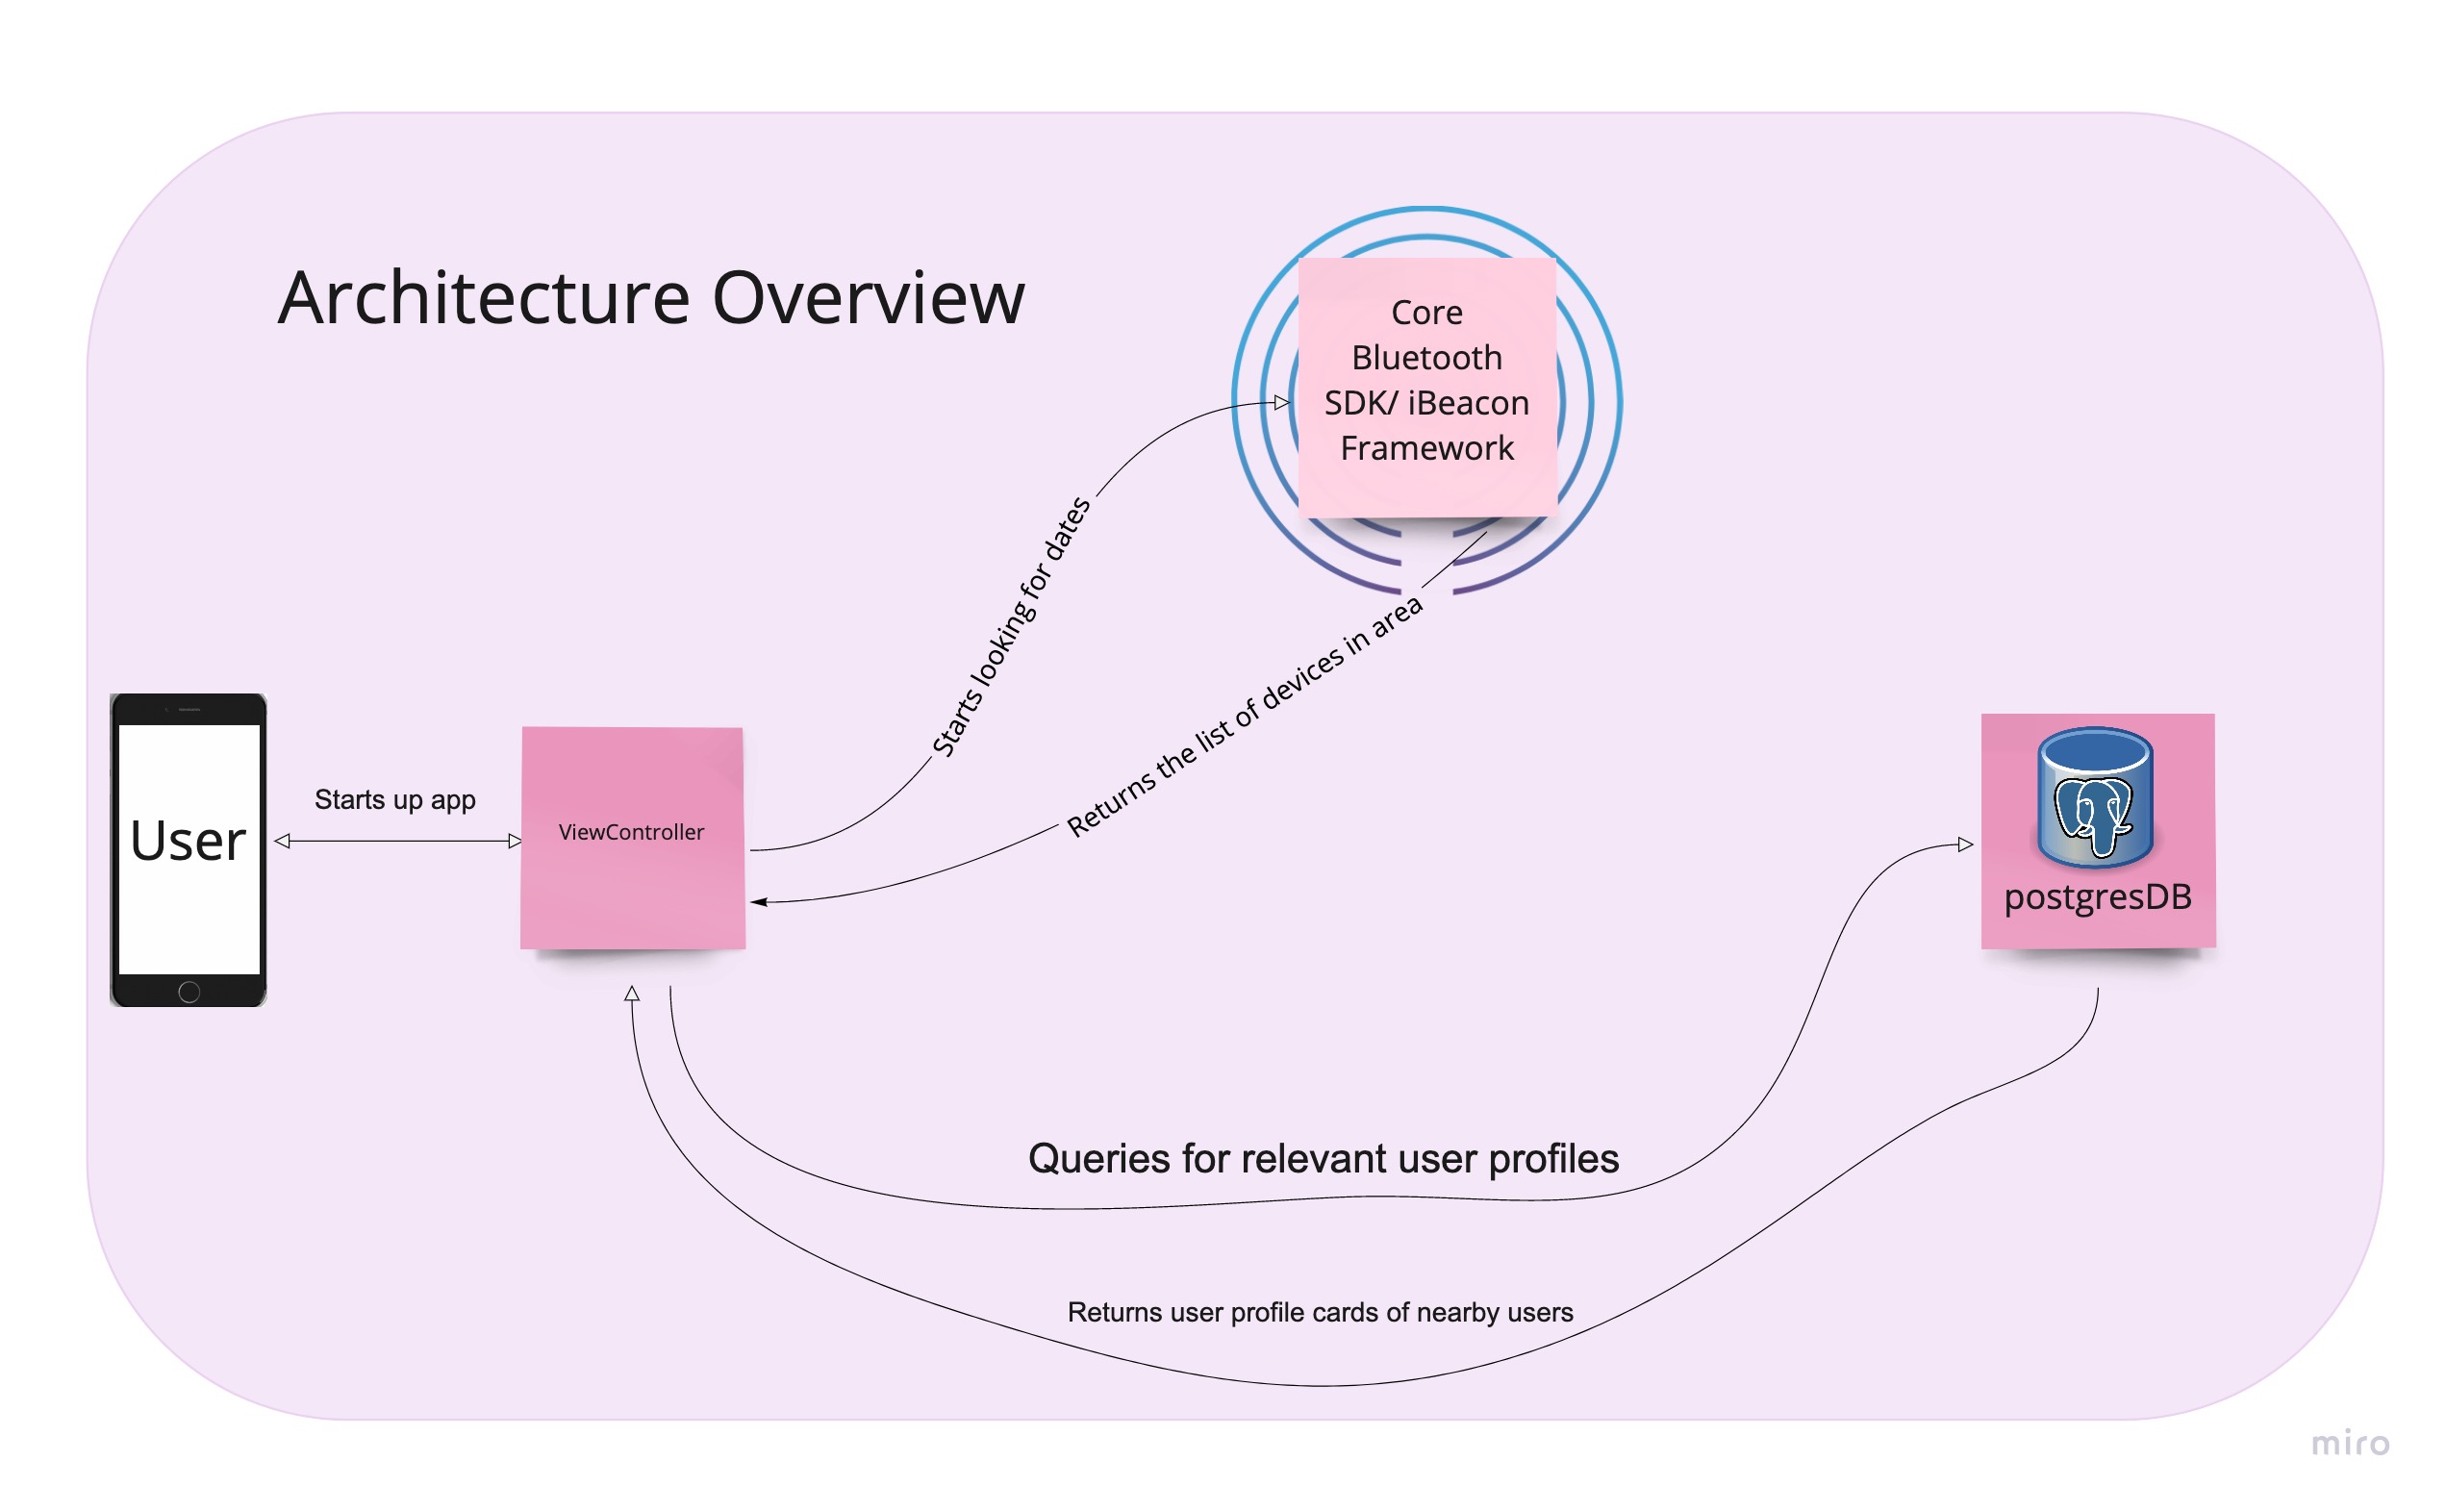 Architecture Overview
Core
Bluetooth
SDK/ iBeacon
Framework
Starts looking for dates
Returns the list of devices in area
User
Starts up app
ViewController
postgresDB
Queries for relevant user profiles
Returns user profile cards of nearby users
miro